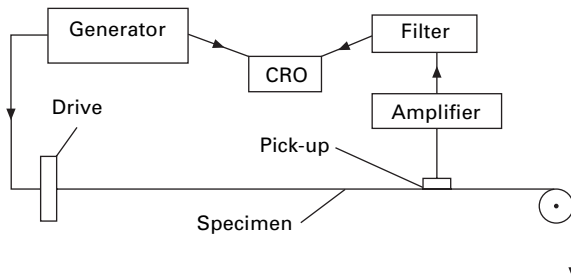 Generator
Filter
CRO
Drive
Amplifier
Pick-up
Specimen